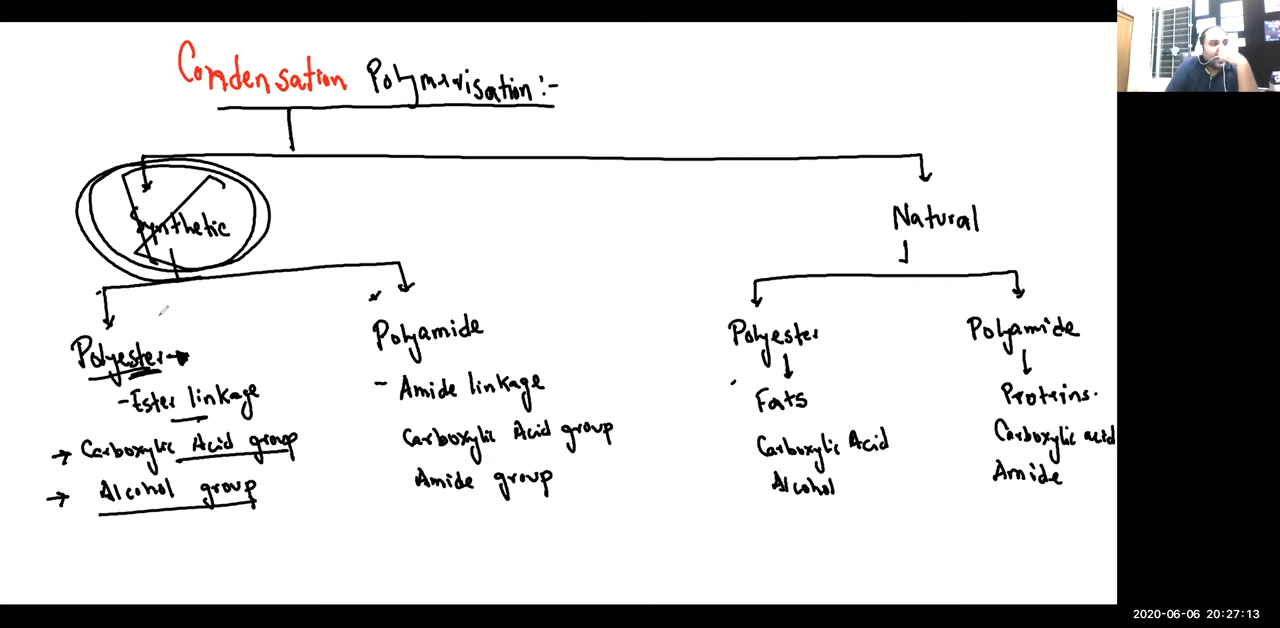 Condensation Polymerisation :-
Synthetic
Natural
Polyester
- Ester linkage
→ Carboxylic Acid group
→ Alcohol group
Polyamide
- Amide linkage
Carboxylic Acid group
Amide group
Polyester
Fats
Carboxylic Acid
Alcohol
Polyamide
Proteins.
Carboxylic acid
Amide
2020-06-06 20:27:13